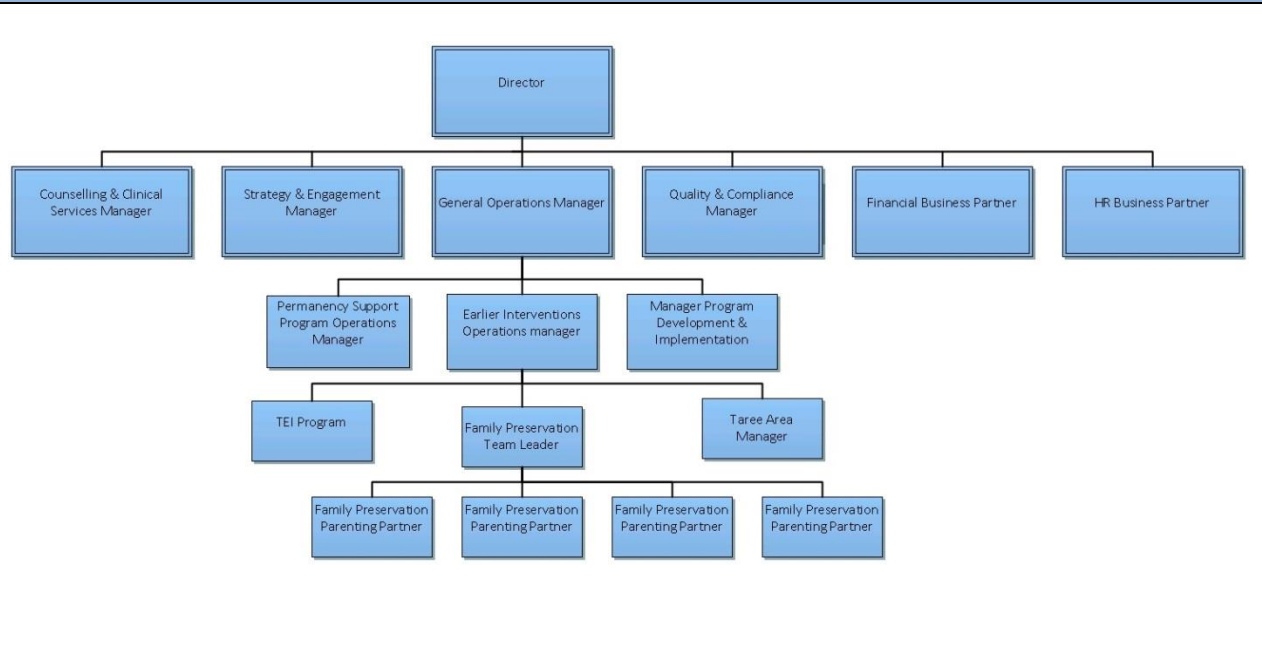 Director
Counselling & Clinical
Services Manager
Strategy & Engagement
Manager
General Operations Manager
Quality & Compliance
Manager
Financial Business Partner
HR Business Partner
Permanency Support
Program Operations
Manager
Earlier Interventions
Operations manager
Manager Program
Development &
Implementation
TEI Program
Family Preservation
Team Leader
Taree Area
Manager
Family Preservation
Parenting Partner
Family Preservation
Parenting Partner
Family Preservation
Parenting Partner
Family Preservation
Parenting Partner